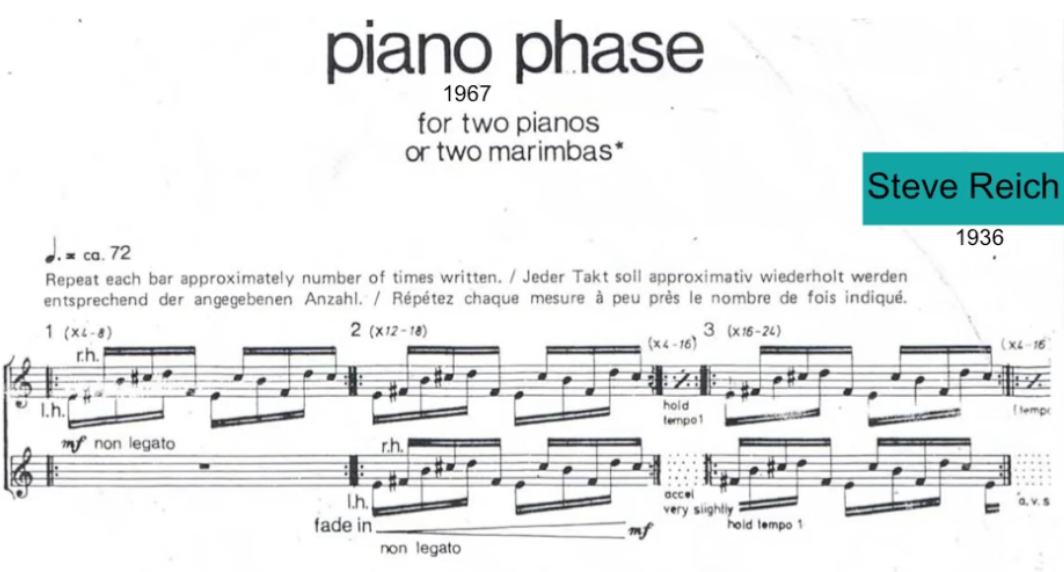 piano phase
1967
for two pianos
or two marimbas*
Steve Reich
1936
♩. = ca. 72
Repeat each bar approximately number of times written. / Jeder Takt soll approximativ wiederholt werden
entsprechend der angegebenen Anzahl. / Répétez chaque mesure à peu près le nombre de fois indiqué.
1 (x4-8) 2 (x12-18) (x4-16) 3 (x16-24) (x4-16
r.h.
l.h.
hold
tempo1
(tempo
mf non legato
r.h.
l.h.
accel
very slightly
hold tempo 1
a.v.s
fade in mf
non legato